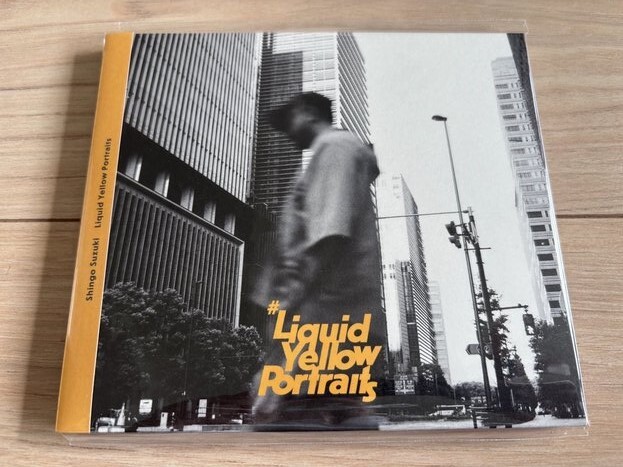 Shingo Suzuki Liquid Yellow Portraits
#Liquid
Yellow
Portraits